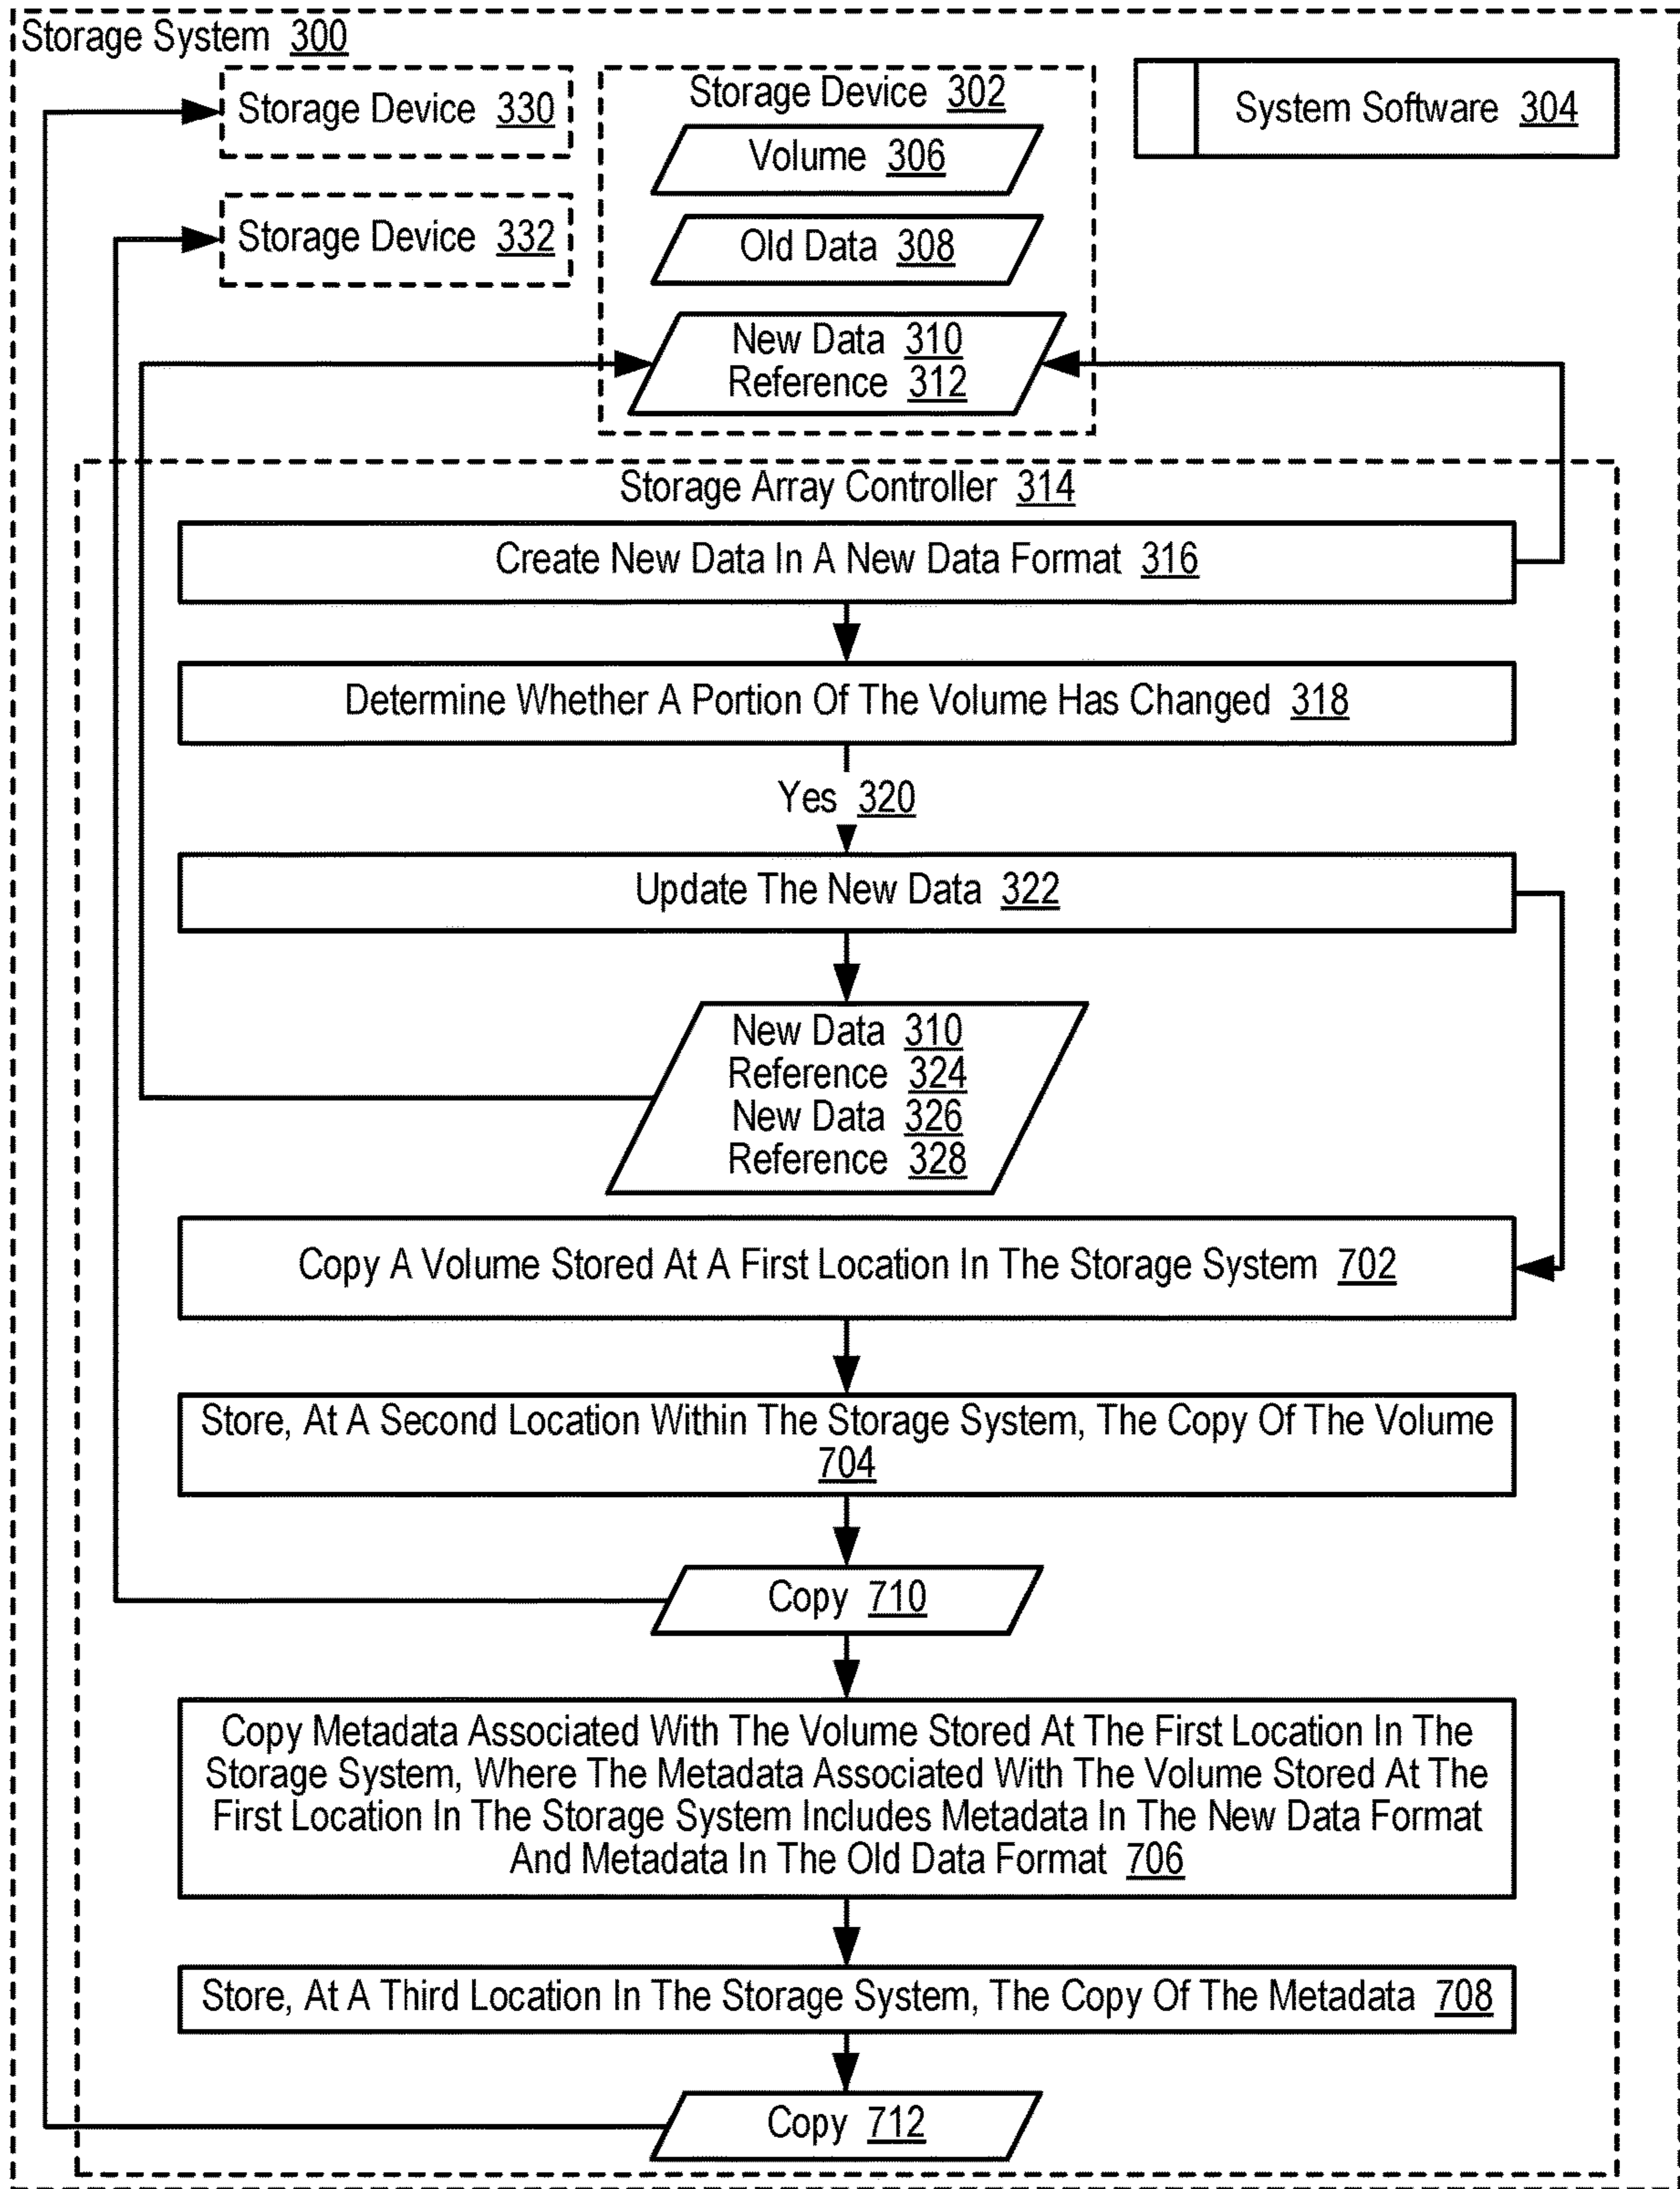 Storage System 300
Storage Device 330
Storage Device 302
System Software 304
Volume 306
Storage Device 332
Old Data 308
New Data 310
Reference 312
Storage Array Controller 314
Create New Data In A New Data Format 316
Determine Whether A Portion Of The Volume Has Changed 318
Yes 320
Update The New Data 322
New Data 310
Reference 324
New Data 326
Reference 328
Copy A Volume Stored At A First Location In The Storage System 702
Store, At A Second Location Within The Storage System, The Copy Of The Volume
704
Copy 710
Copy Metadata Associated With The Volume Stored At The First Location In The
Storage System, Where The Metadata Associated With The Volume Stored At The
First Location In The Storage System Includes Metadata In The New Data Format
And Metadata In The Old Data Format 706
Store, At A Third Location In The Storage System, The Copy Of The Metadata 708
Copy 712